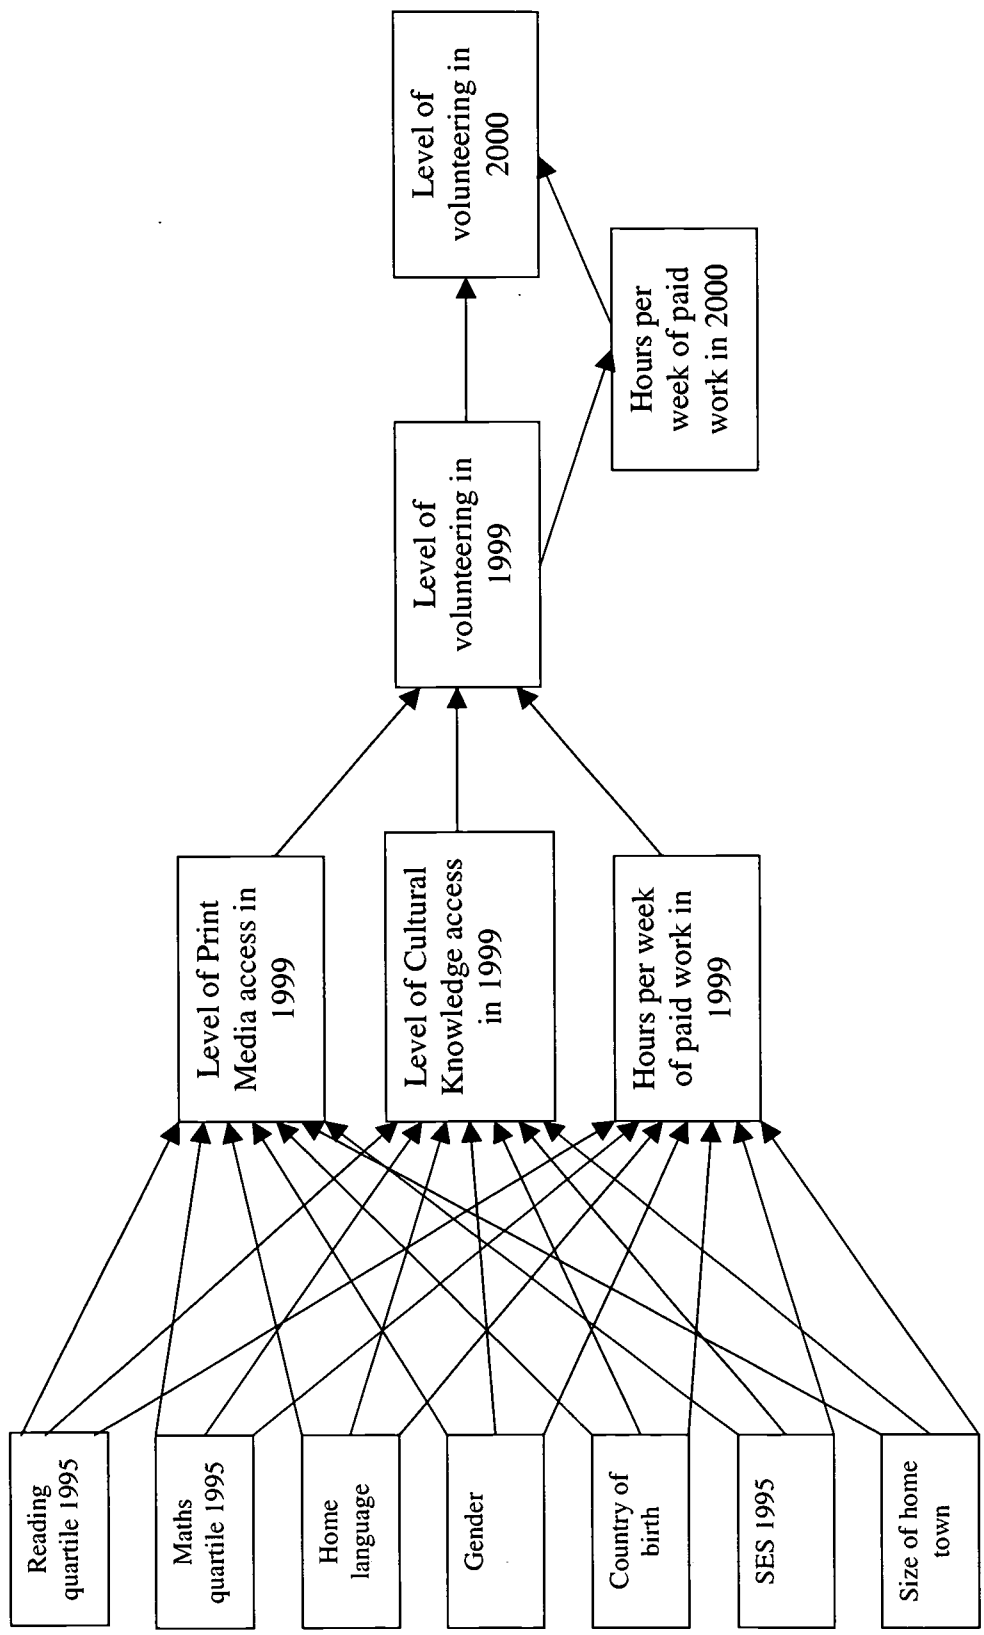 Reading
quartile 1995
Maths
quartile 1995
Home
language
Gender
Country of
birth
SES 1995
Size of home
town
Level of Print
Media access in
1999
Level of Cultural
Knowledge access
in 1999
Hours per week
of paid work in
1999
Level of
volunteering in
1999
Hours per
week of paid
work in 2000
Level of
volunteering in
2000